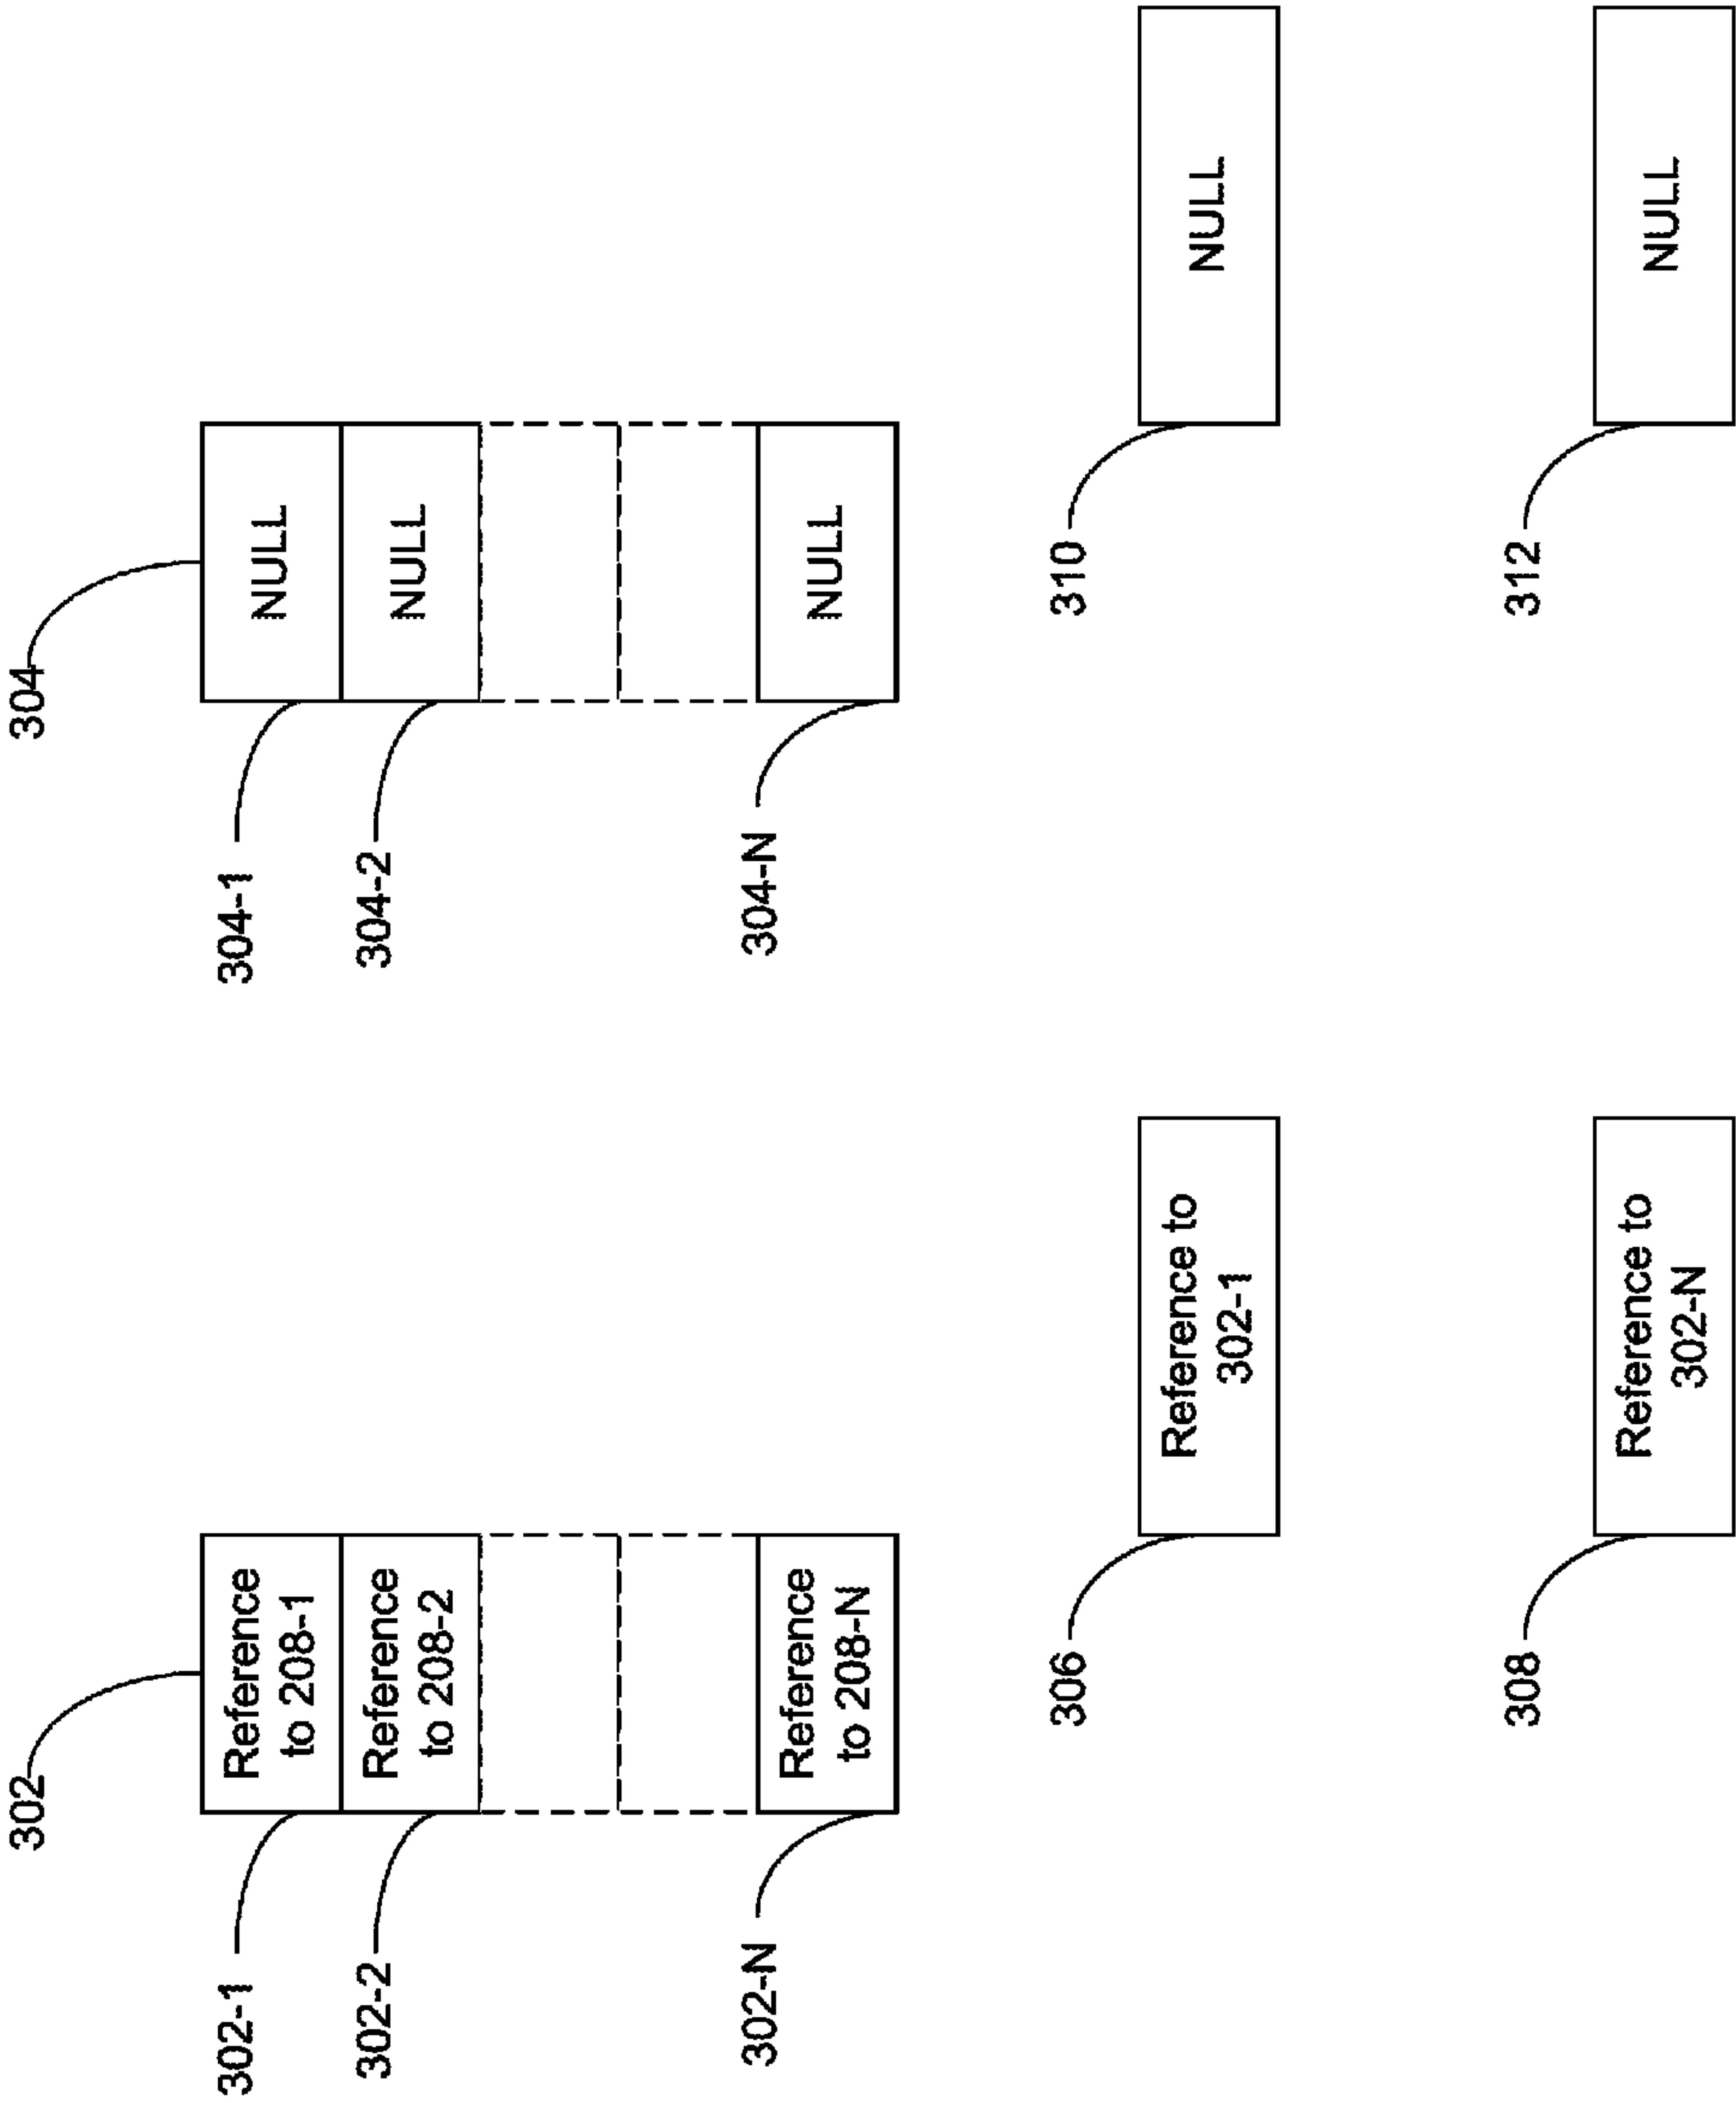 302
302-1
Reference
to 208-1
302-2
Reference
to 208-2
302-N
Reference
to 208-N
306
Reference to
302-1
308
Reference to
302-N
304
304-1
NULL
304-2
NULL
304-N
NULL
310
NULL
312
NULL